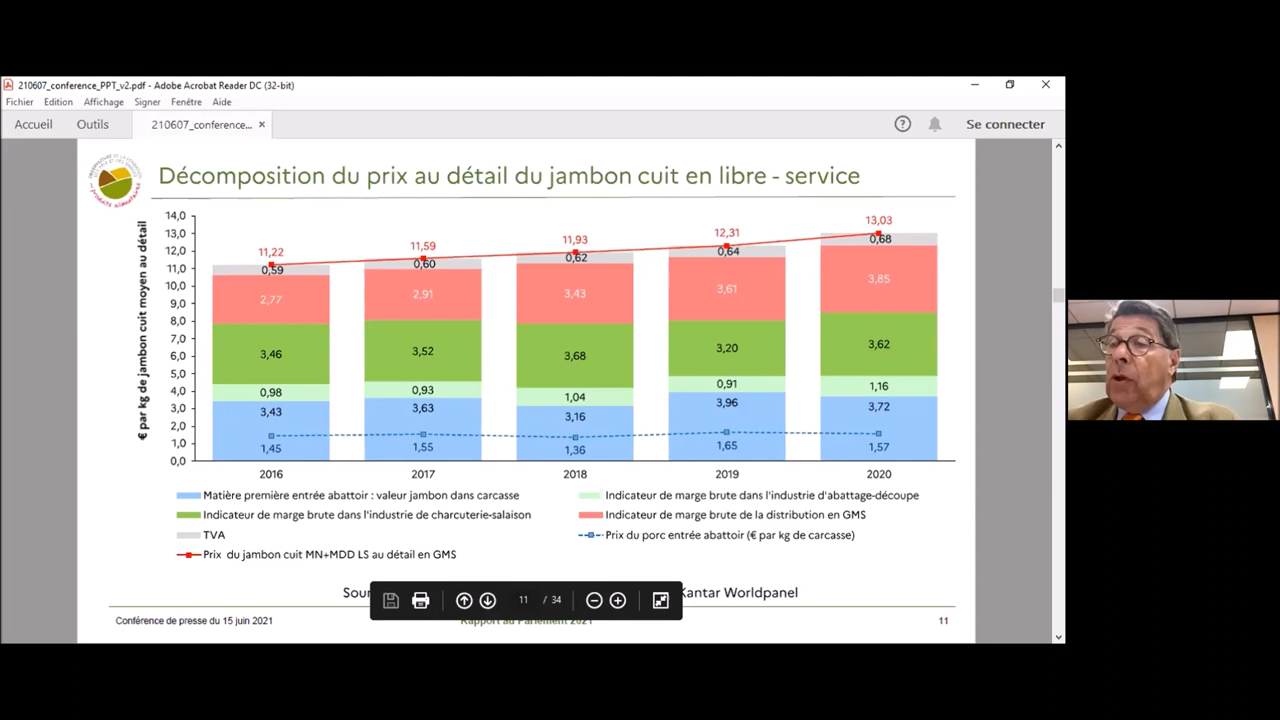 210607_conference_PPT_v2.pdf - Adobe Acrobat Reader DC (32-bit)
Fichier Edition Affichage Signer Fenêtre Aide
Accueil Outils 210607_conference... × Se connecter
Décomposition du prix au détail du jambon cuit en libre - service
€ par kg de jambon cuit moyen au détail
14,0
13,0
12,0
11,0
10,0
9,0
8,0
7,0
6,0
5,0
4,0
3,0
2,0
1,0
0,0
11,22 11,59 11,93 12,31 13,03
0,59 0,60 0,62 0,64 0,68
2,77 2,91 3,43 3,61 3,85
3,46 3,52 3,68 3,20 3,62
0,98 0,93 1,04 0,91 1,16
3,43 3,63 3,16 3,96 3,72
1,45 1,55 1,36 1,65 1,57
2016 2017 2018 2019 2020
Matière première entrée abattoir : valeur jambon dans carcasse
Indicateur de marge brute dans l'industrie d'abattage-découpe
Indicateur de marge brute dans l'industrie de charcuterie-salaison
Indicateur de marge brute de la distribution en GMS
TVA
Prix du porc entrée abattoir (€ par kg de carcasse)
Prix du jambon cuit MN+MDD LS au détail en GMS
Kantar Worldpanel
11 / 34
Conférence de presse du 15 juin 2021
Rapport au Parlement 2021
11